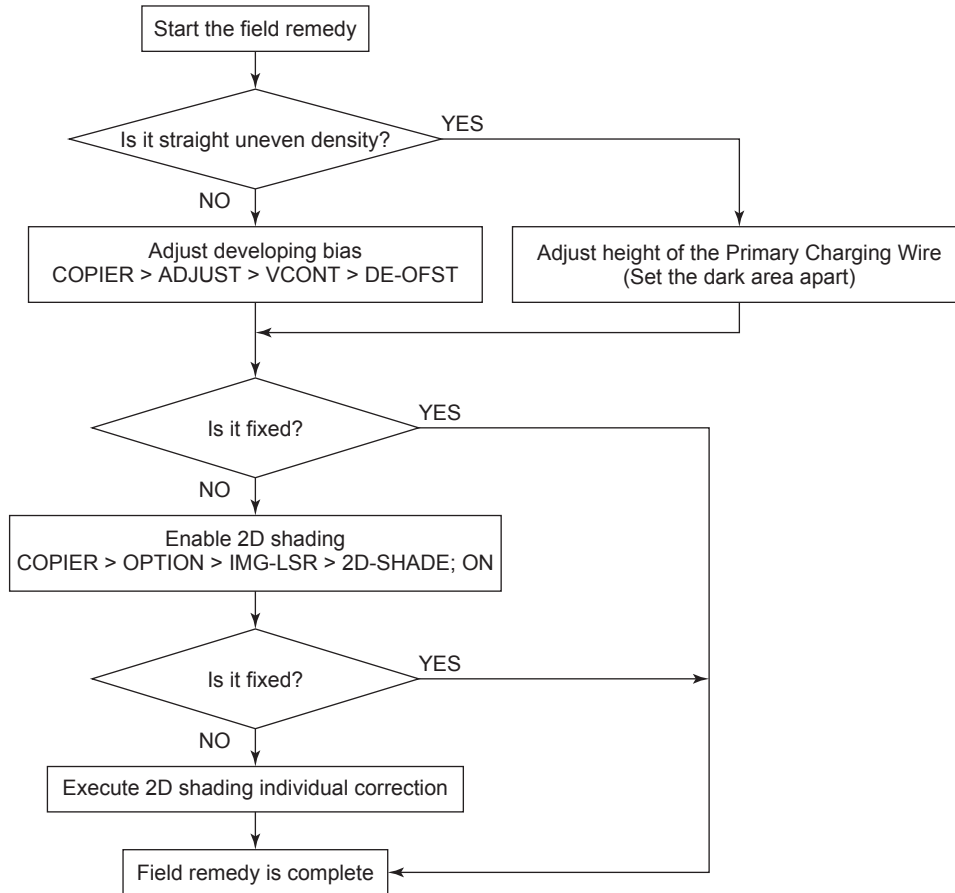 Start the field remedy
Is it straight uneven density?
YES
NO
Adjust developing bias
COPIER > ADJUST > VCONT > DE-OFST
Adjust height of the Primary Charging Wire
(Set the dark area apart)
Is it fixed?
YES
NO
Enable 2D shading
COPIER > OPTION > IMG-LSR > 2D-SHADE; ON
Is it fixed?
YES
NO
Execute 2D shading individual correction
Field remedy is complete